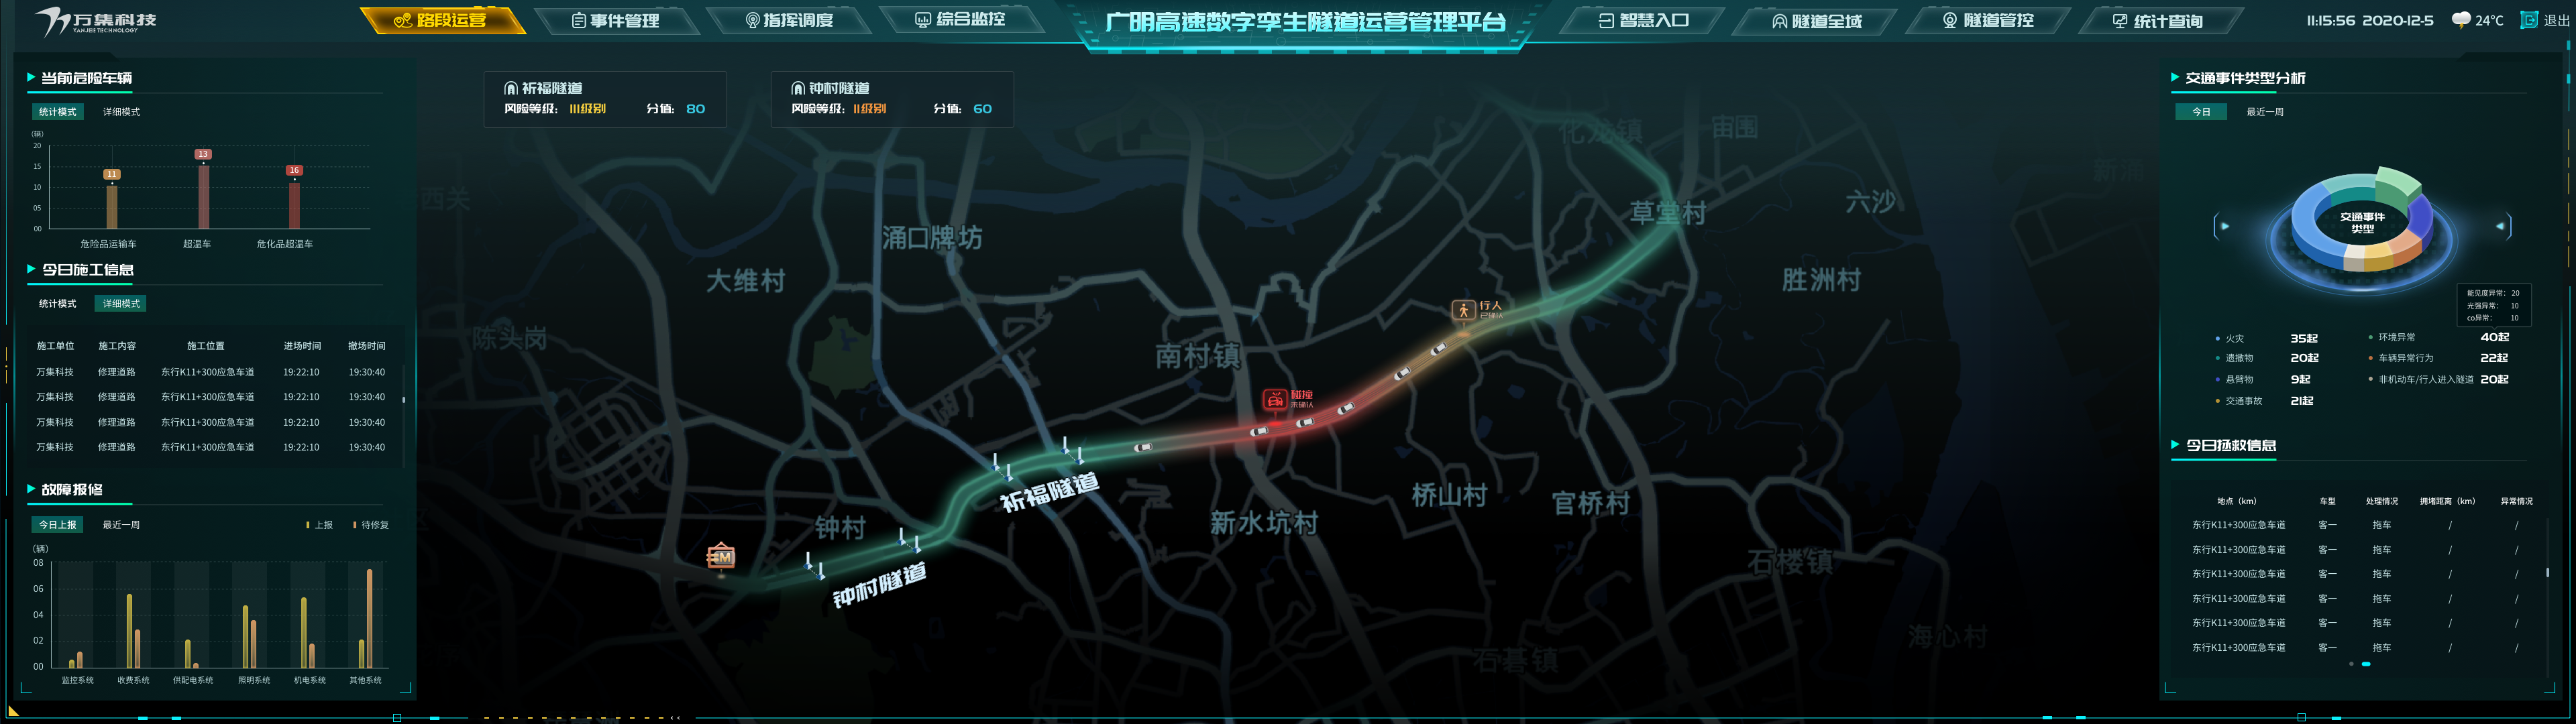 万集科技
VANJEE TECHNOLOGY
路段运营
事件管理
指挥调度
综合监控
广明高速数字孪生隧道运营管理平台
智慧入口
隧道全域
隧道管控
统计查询
11:15:56 2020-12-5
24℃
退出
当前危险车辆
统计模式 详细模式
(辆)
20
15
10
05
00
11
13
16
危险品运输车 超温车 危化品超温车
今日施工信息
统计模式 详细模式
施工单位 施工内容 施工位置 进场时间 撤场时间
万集科技 修理道路 东行K11+300应急车道 19:22:10 19:30:40
万集科技 修理道路 东行K11+300应急车道 19:22:10 19:30:40
万集科技 修理道路 东行K11+300应急车道 19:22:10 19:30:40
万集科技 修理道路 东行K11+300应急车道 19:22:10 19:30:40
故障报修
今日上报 最近一周
上报 待修复
(辆)
08
06
04
02
00
监控系统 收费系统 供配电系统 照明系统 机电系统 其他系统
祈福隧道
风险等级: III级别 分值: 80
钟村隧道
风险等级: II级别 分值: 60
化龙镇
宙围
新涌
西关
六沙
草堂村
涌口牌坊
大维村
胜洲村
陈头岗
南村镇
行人
已确认
碰撞
未确认
祈福隧道
钟村
钟村隧道
M
新水坑村
桥山村
官桥村
石楼镇
海心村
石碁镇
交通事件类型分析
今日 最近一周
交通事件
类型
能见度异常: 20
光强异常: 10
co异常: 10
火灾 35起
遗撒物 20起
悬臂物 9起
交通事故 21起
环境异常 40起
车辆异常行为 22起
非机动车/行人进入隧道 20起
今日拯救信息
地点（km） 车型 处理情况 拥堵距离（km） 异常情况
东行K11+300应急车道 客一 拖车 / /
东行K11+300应急车道 客一 拖车 / /
东行K11+300应急车道 客一 拖车 / /
东行K11+300应急车道 客一 拖车 / /
东行K11+300应急车道 客一 拖车 / /
东行K11+300应急车道 客一 拖车 / /